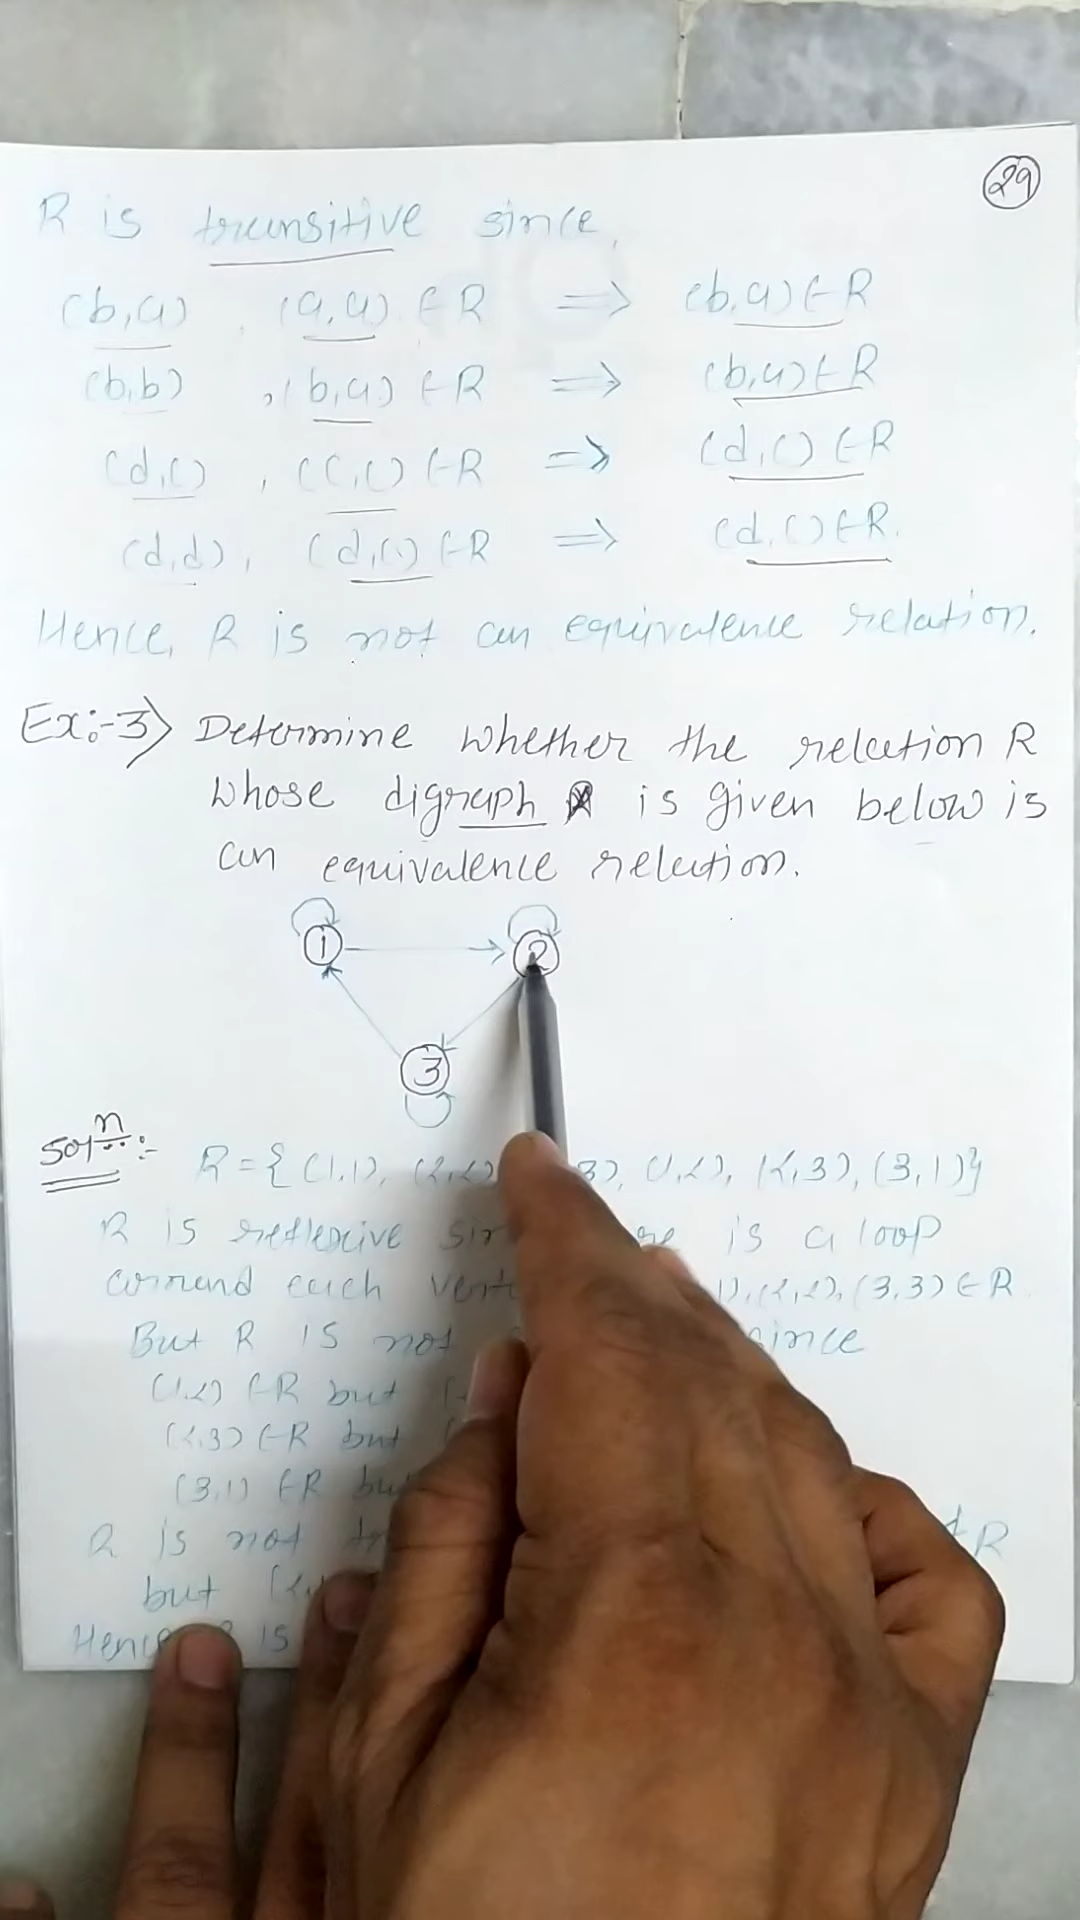 29
R is transitive since,
(b,a) , (a,a) ∈ R ⇒ (b,a) ∈ R
(b,b) , (b,a) ∈ R ⇒ (b,a) ∈ R
(d,c) , (c,c) ∈ R ⇒ (d,c) ∈ R
(d,d), (d,c) ∈ R ⇒ (d,c) ∈ R.
Hence, R is not an equivalence relation.
Ex:-3) Determine whether the relation R
whose digraph is given below is
an equivalence relation.
1 2
3
Solⁿ :- R = { (1,1), (2,2) 3), (1,2), (2,3), (3,1)}
R is reflexive is a loop
around each (2,2), (3,3) ∈ R
But R is not since
(1,2) ∈ R but
(2,3) ∈ R but
(3,1) ∈ R
R is not R
but
is